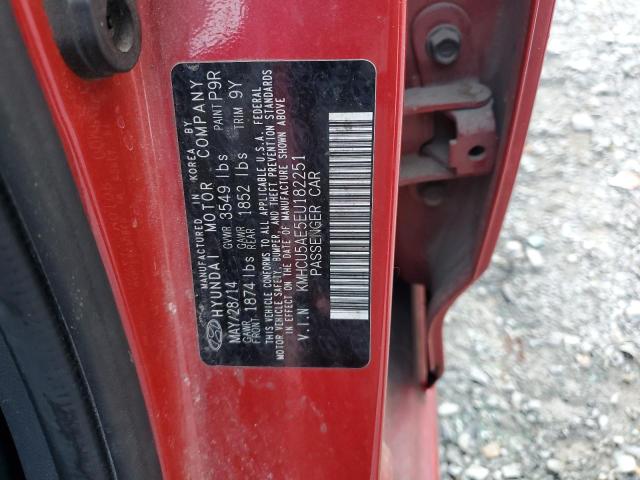 MANUFACTURED IN KOREA BY
HYUNDAI MOTOR COMPANY
MAY/28/14 GVWR 3549 lbs PAINT P9R
GAWR FRONT 1874 lbs GAWR REAR 1852 lbs TRIM 9Y
THIS VEHICLE CONFORMS TO ALL APPLICABLE U.S.A. FEDERAL
MOTOR VEHICLE SAFETY, BUMPER, AND THEFT PREVENTION STANDARDS
IN EFFECT ON THE DATE OF MANUFACTURE SHOWN ABOVE
V.I.N KMHCU5AE5EU182251
PASSENGER CAR